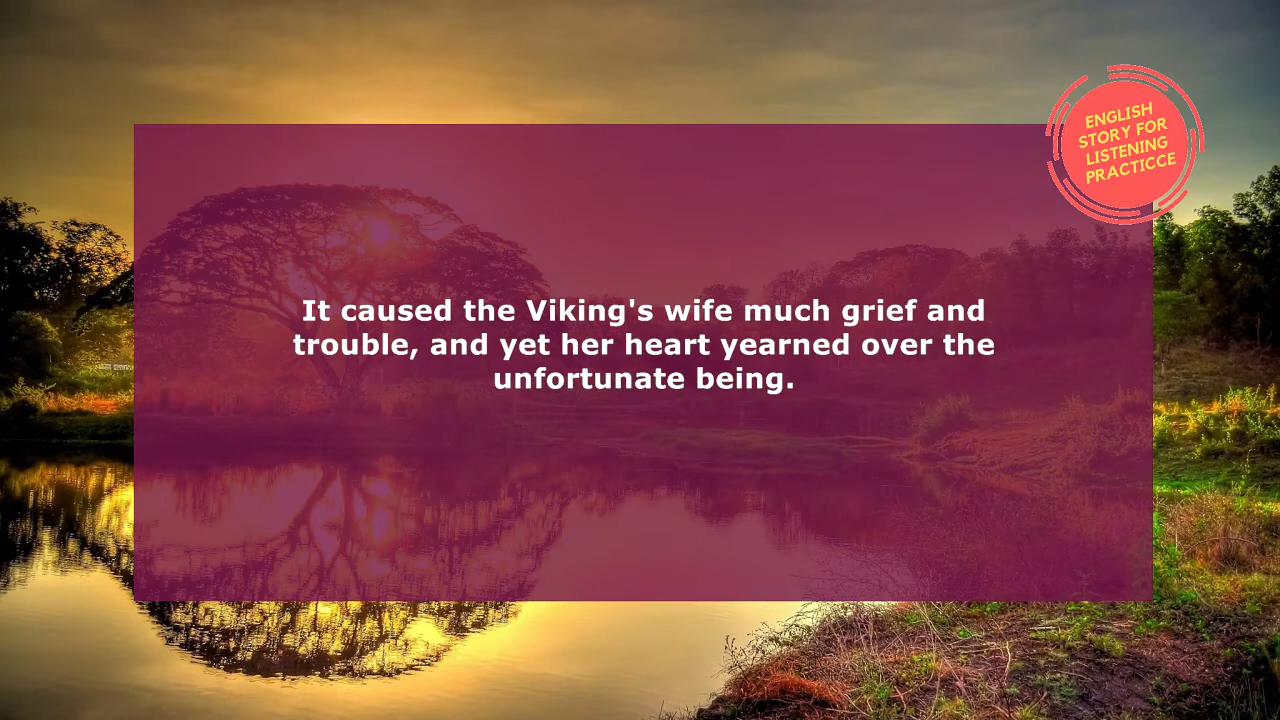 ENGLISH
STORY FOR
LISTENING
PRACTICCE
It caused the Viking's wife much grief and
trouble, and yet her heart yearned over the
unfortunate being.